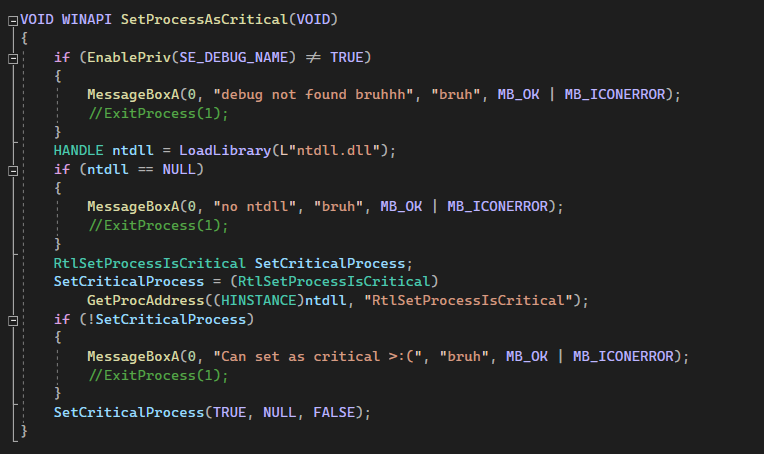 VOID WINAPI SetProcessAsCritical(VOID)
{
    if (EnablePriv(SE_DEBUG_NAME) != TRUE)
    {
        MessageBoxA(0, "debug not found bruhhh", "bruh", MB_OK | MB_ICONERROR);
        //ExitProcess(1);
    }
    HANDLE ntdll = LoadLibrary(L"ntdll.dll");
    if (ntdll == NULL)
    {
        MessageBoxA(0, "no ntdll", "bruh", MB_OK | MB_ICONERROR);
        //ExitProcess(1);
    }
    RtlSetProcessIsCritical SetCriticalProcess;
    SetCriticalProcess = (RtlSetProcessIsCritical)
        GetProcAddress((HINSTANCE)ntdll, "RtlSetProcessIsCritical");
    if (!SetCriticalProcess)
    {
        MessageBoxA(0, "Can set as critical >:(", "bruh", MB_OK | MB_ICONERROR);
        //ExitProcess(1);
    }
    SetCriticalProcess(TRUE, NULL, FALSE);
}